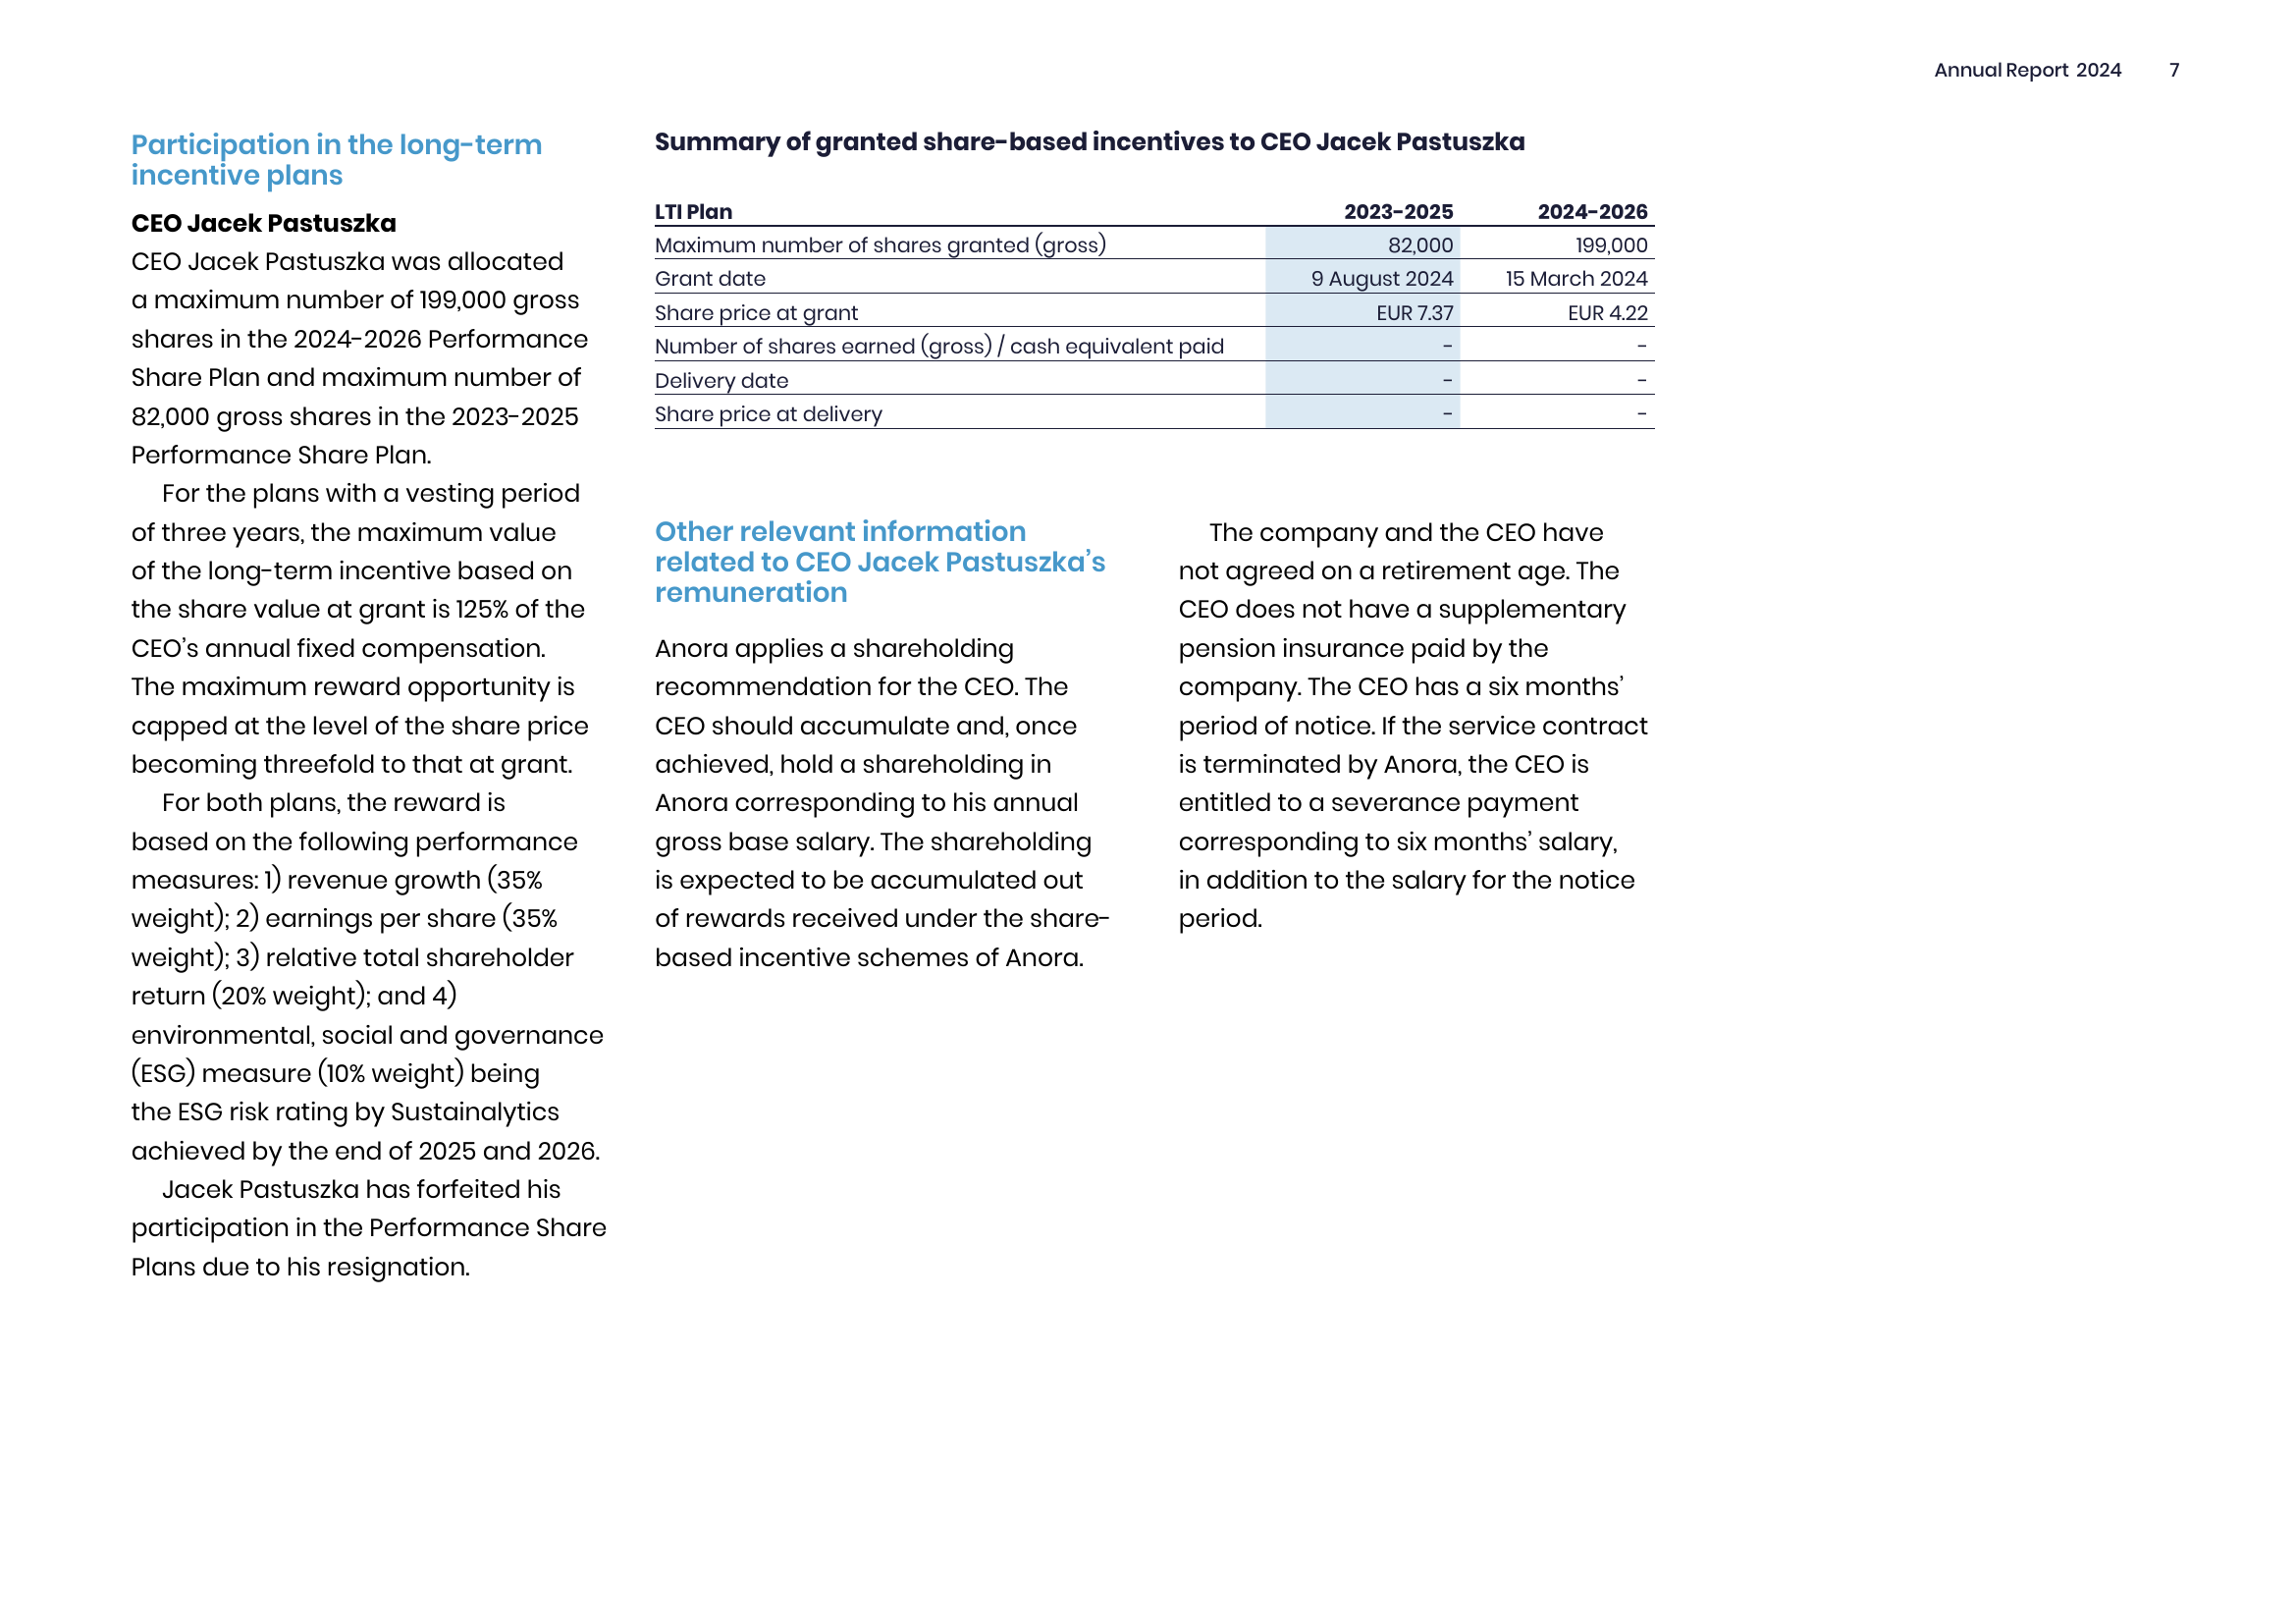 Annual Report 2024 7
Participation in the long-term
incentive plans
CEO Jacek Pastuszka
CEO Jacek Pastuszka was allocated
a maximum number of 199,000 gross
shares in the 2024-2026 Performance
Share Plan and maximum number of
82,000 gross shares in the 2023-2025
Performance Share Plan.
For the plans with a vesting period
of three years, the maximum value
of the long-term incentive based on
the share value at grant is 125% of the
CEO’s annual fixed compensation.
The maximum reward opportunity is
capped at the level of the share price
becoming threefold to that at grant.
For both plans, the reward is
based on the following performance
measures: 1) revenue growth (35%
weight); 2) earnings per share (35%
weight); 3) relative total shareholder
return (20% weight); and 4)
environmental, social and governance
(ESG) measure (10% weight) being
the ESG risk rating by Sustainalytics
achieved by the end of 2025 and 2026.
Jacek Pastuszka has forfeited his
participation in the Performance Share
Plans due to his resignation.
Summary of granted share-based incentives to CEO Jacek Pastuszka
LTI Plan 2023-2025 2024-2026
Maximum number of shares granted (gross) 82,000 199,000
Grant date 9 August 2024 15 March 2024
Share price at grant EUR 7.37 EUR 4.22
Number of shares earned (gross) / cash equivalent paid - -
Delivery date - -
Share price at delivery - -
Other relevant information
related to CEO Jacek Pastuszka’s
remuneration
Anora applies a shareholding
recommendation for the CEO. The
CEO should accumulate and, once
achieved, hold a shareholding in
Anora corresponding to his annual
gross base salary. The shareholding
is expected to be accumulated out
of rewards received under the share-
based incentive schemes of Anora.
The company and the CEO have
not agreed on a retirement age. The
CEO does not have a supplementary
pension insurance paid by the
company. The CEO has a six months’
period of notice. If the service contract
is terminated by Anora, the CEO is
entitled to a severance payment
corresponding to six months’ salary,
in addition to the salary for the notice
period.